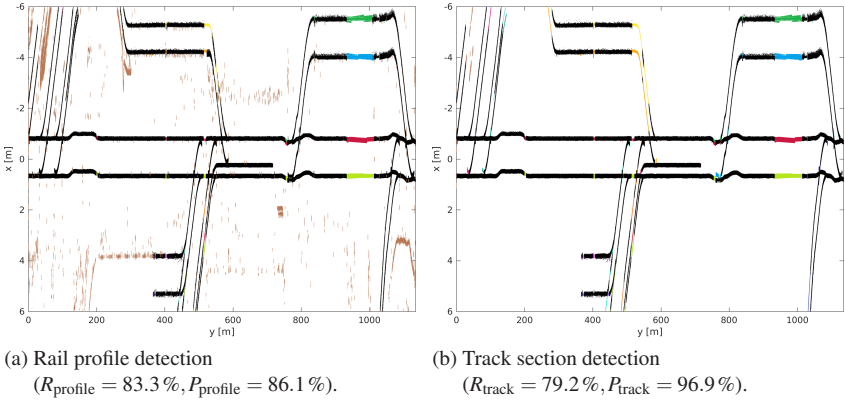 -6
-4
-2
0
2
4
6
x [m]
0 200 400 600 800 1000
y [m]
-6
-4
-2
0
2
4
6
x [m]
0 200 400 600 800 1000
y [m]
(a) Rail profile detection
(R_profile = 83.3 %, P_profile = 86.1 %).
(b) Track section detection
(R_track = 79.2 %, P_track = 96.9 %).